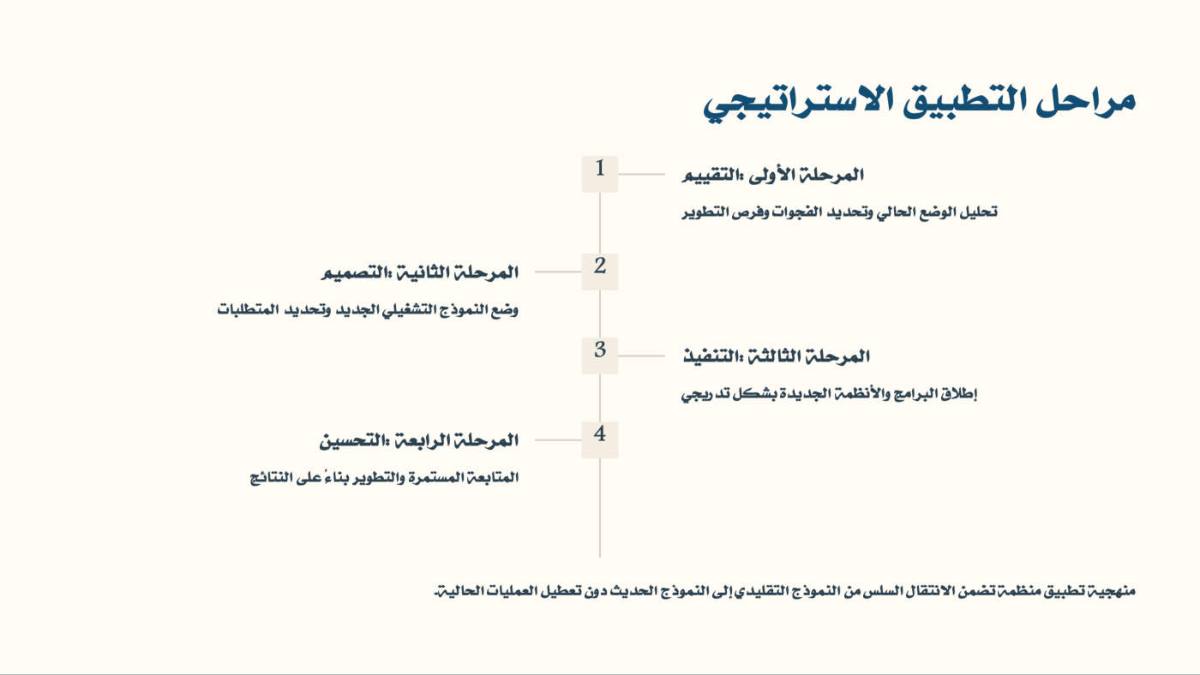 مراحل التطبيق الاستراتيجي
1
المرحلة الأولى :التقييم
تحليل الوضع الحالي وتحديد الفجوات وفرص التطوير
2
المرحلة الثانية :التصميم
وضع النموذج التشغيلي الجديد وتحديد المتطلبات
3
المرحلة الثالثة :التنفيذ
إطلاق البرامج والأنظمة الجديدة بشكل تدريجي
4
المرحلة الرابعة :التحسين
المتابعة المستمرة والتطوير بناءً على النتائج
منهجية تطبيق منظمة تضمن الانتقال السلس من النموذج التقليدي إلى النموذج الحديث دون تعطيل العمليات الحالية.